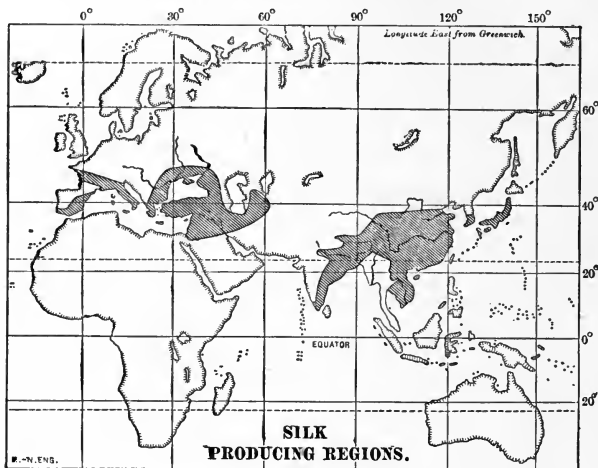 0° 30° 60° 90° 120° 150°
Longitude East from Greenwich.
60°
40°
20°
EQUATOR
0°
20°
SILK
PRODUCING REGIONS.
M.-N. ENG.